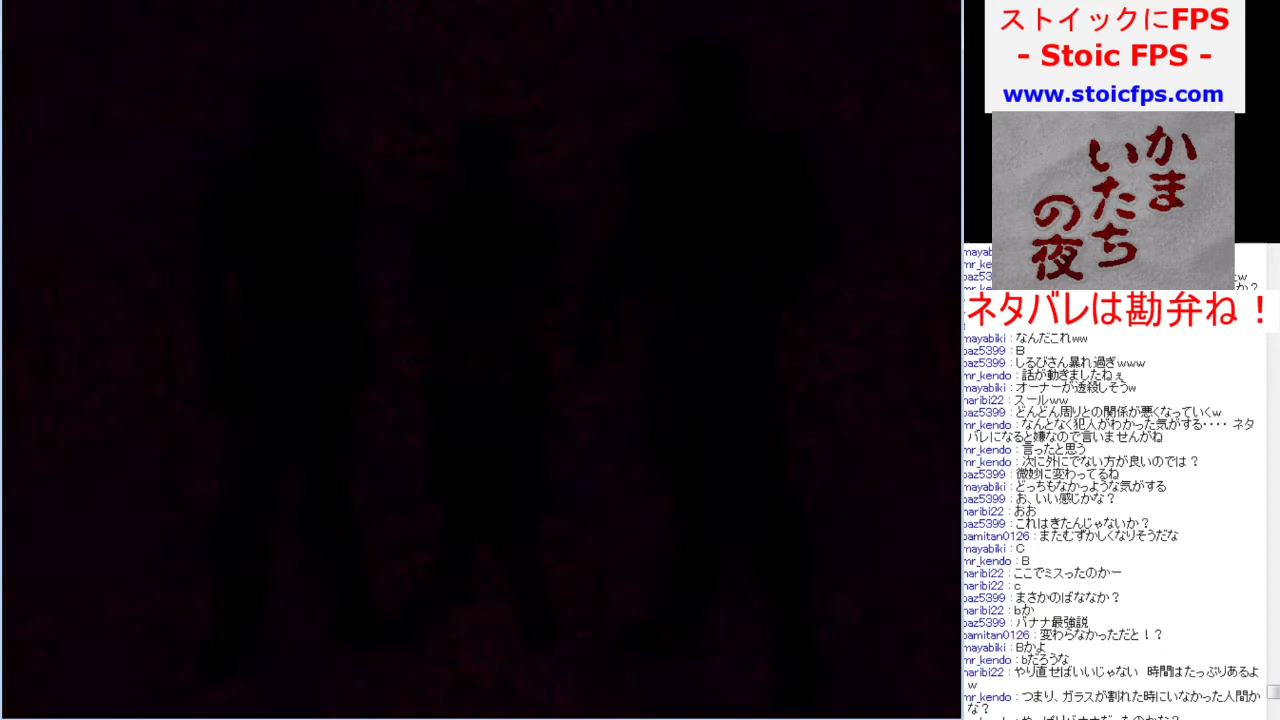 ストイックにFPS
- Stoic FPS -
www.stoicfps.com
かま
いたち
の夜
ネタバレは勘弁ね！
mayabiki：なんだこれww
paz5399：B
paz5399：しるびさん暴れ過ぎwww
mr_kendo：話が動きましたねぇ
mayabiki：オーナーが透殺しそうw
naribi22：スールww
paz5399：どんどん周りとの関係が悪くなっていくw
mr_kendo：なんとなく犯人がわかった気がする････ ネタ
バレになると嫌なので言いませんがね
mr_kendo：言ったと思う
mr_kendo：次に外にでない方が良いのでは？
paz5399：微妙に変わってるね
mayabiki：どっちもなかっような気がする
paz5399：お、いい感じかな？
naribi22：おお
paz5399：これはきたんじゃないか？
pamitan0126：またむずかしくなりそうだな
mayabiki：C
mr_kendo：B
naribi22：ここでミスったのかー
naribi22：c
paz5399：まさかのばななか？
naribi22：bか
paz5399：バナナ最強説
pamitan0126：変わらなかっただと！？
mayabiki：Bかよ
mr_kendo：bだろうな
naribi22：やり直せばいいじゃない　時間はたっぷりあるよ
w
mr_kendo：つまり、ガラスが割れた時にいなかった人間か
な？